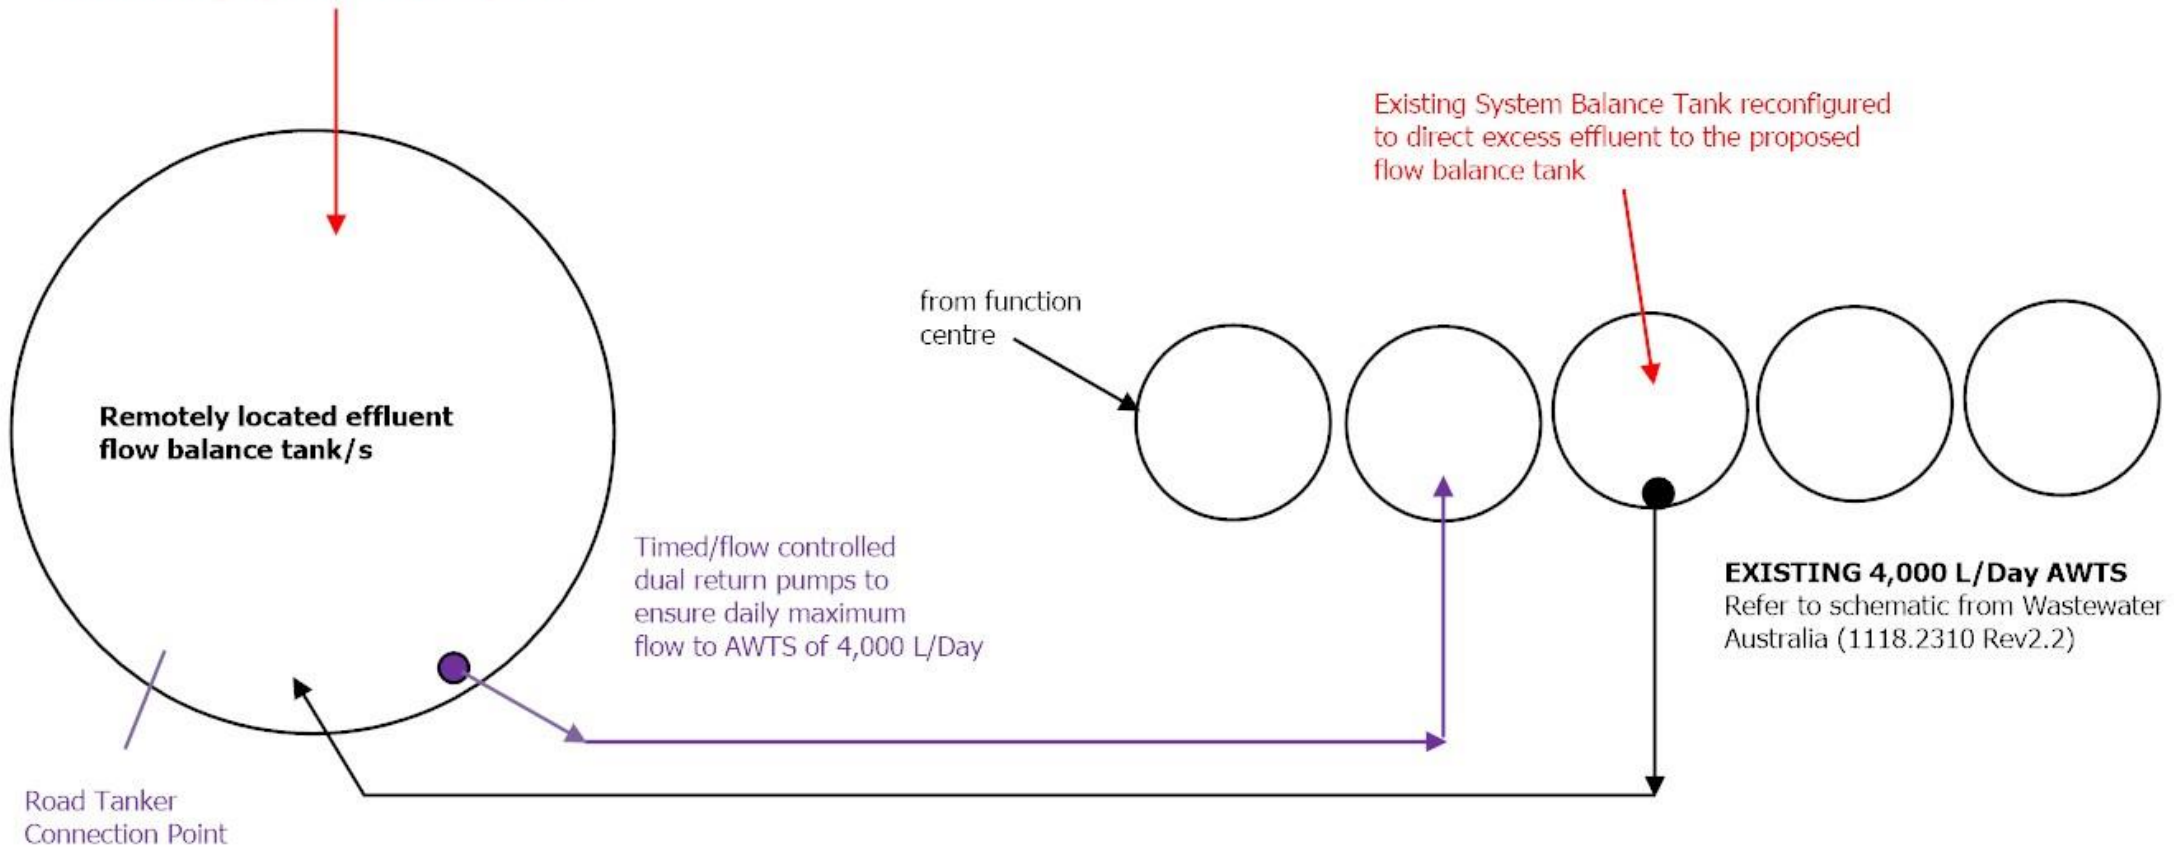 Existing System Balance Tank reconfigured
to direct excess effluent to the proposed
flow balance tank
from function
centre
Remotely located effluent
flow balance tank/s
Timed/flow controlled
dual return pumps to
ensure daily maximum
flow to AWTS of 4,000 L/Day
EXISTING 4,000 L/Day AWTS
Refer to schematic from Wastewater
Australia (1118.2310 Rev2.2)
Road Tanker
Connection Point